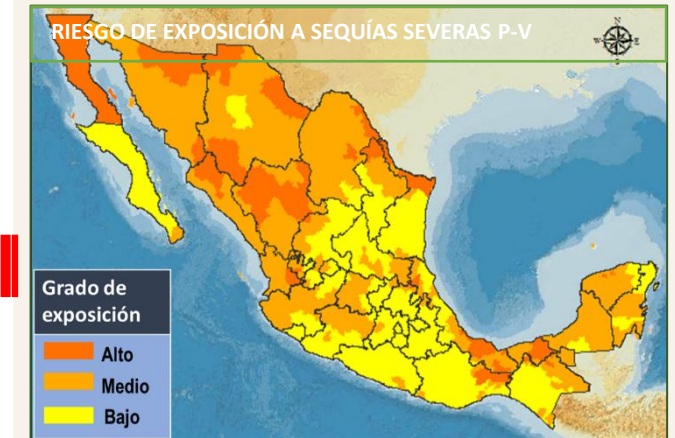 RIESGO DE EXPOSICIÓN A SEQUÍAS SEVERAS P-V
N
W
E
S
Grado de
exposición
Alto
Medio
Bajo